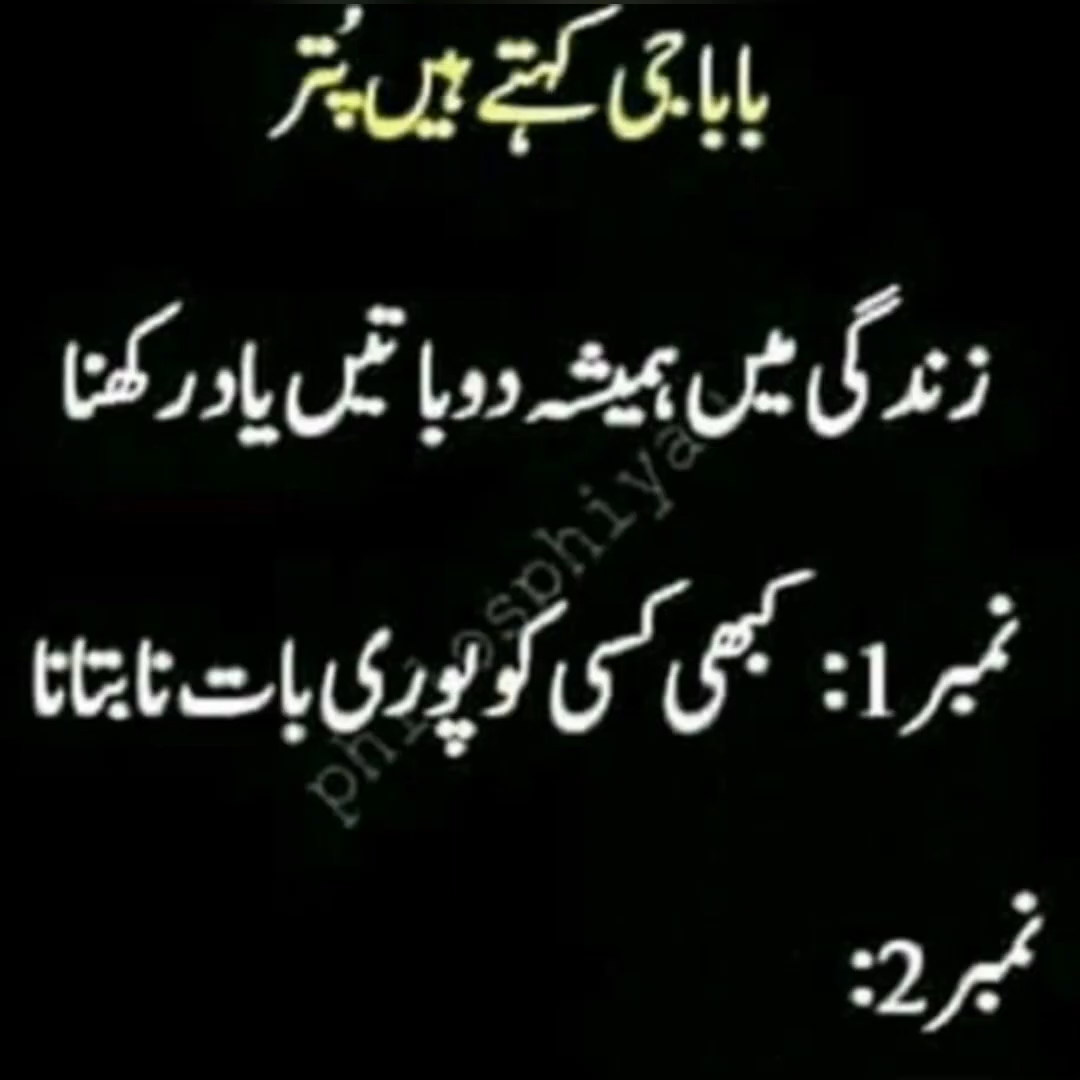 بابا جی کہتے ہیں پُتر
زندگی میں ہمیشہ دو باتیں یاد رکھنا
نمبر 1: کبھی کسی کو پوری بات نا بتانا
نمبر 2: